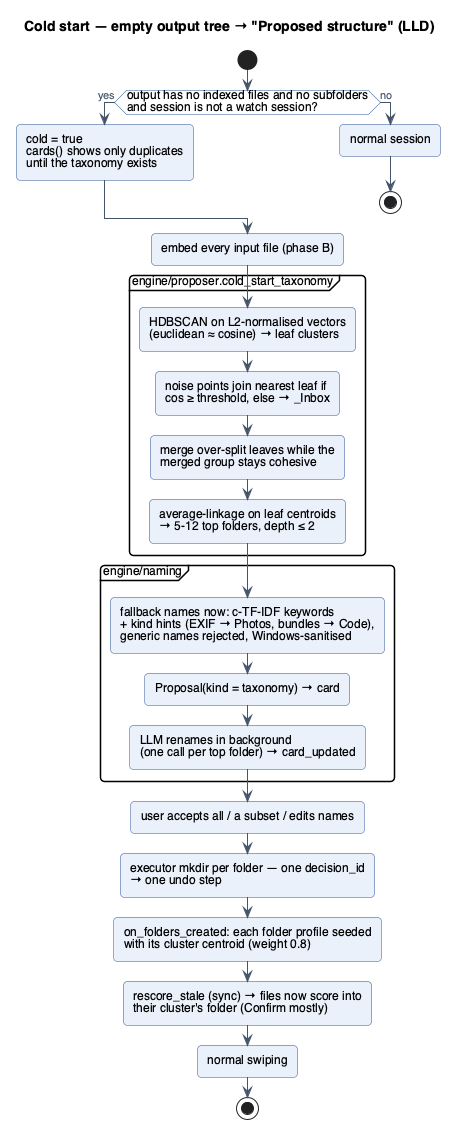 Cold start — empty output tree → "Proposed structure" (LLD)
output has no indexed files and no subfolders
and session is not a watch session?
yes
no
cold = true
cards() shows only duplicates
until the taxonomy exists
normal session
embed every input file (phase B)
engine/proposer.cold_start_taxonomy
HDBSCAN on L2-normalised vectors
(euclidean ≈ cosine) → leaf clusters
noise points join nearest leaf if
cos ≥ threshold, else → _Inbox
merge over-split leaves while the
merged group stays cohesive
average-linkage on leaf centroids
→ 5-12 top folders, depth ≤ 2
engine/naming
fallback names now: c-TF-IDF keywords
+ kind hints (EXIF → Photos, bundles → Code),
generic names rejected, Windows-sanitised
Proposal(kind = taxonomy) → card
LLM renames in background
(one call per top folder) → card_updated
user accepts all / a subset / edits names
executor mkdir per folder — one decision_id
→ one undo step
on_folders_created: each folder profile seeded
with its cluster centroid (weight 0.8)
rescore_stale (sync) → files now score into
their cluster's folder (Confirm mostly)
normal swiping